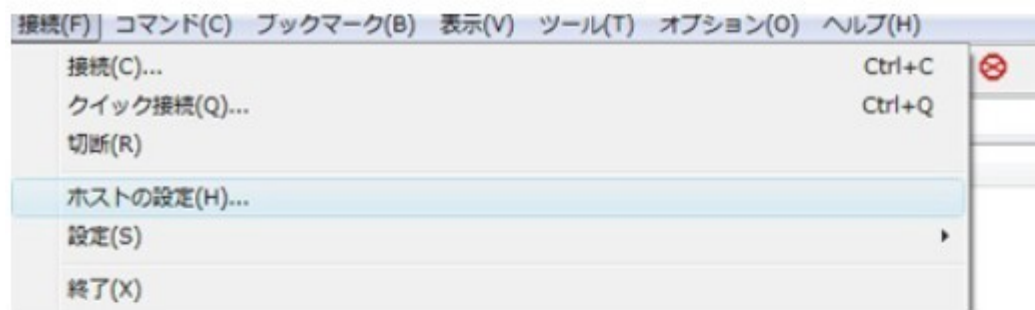 接続(F) コマンド(C) ブックマーク(B) 表示(V) ツール(T) オプション(O) ヘルプ(H)
接続(C)... Ctrl+C
クイック接続(Q)... Ctrl+Q
切断(R)
ホストの設定(H)...
設定(S)
終了(X)